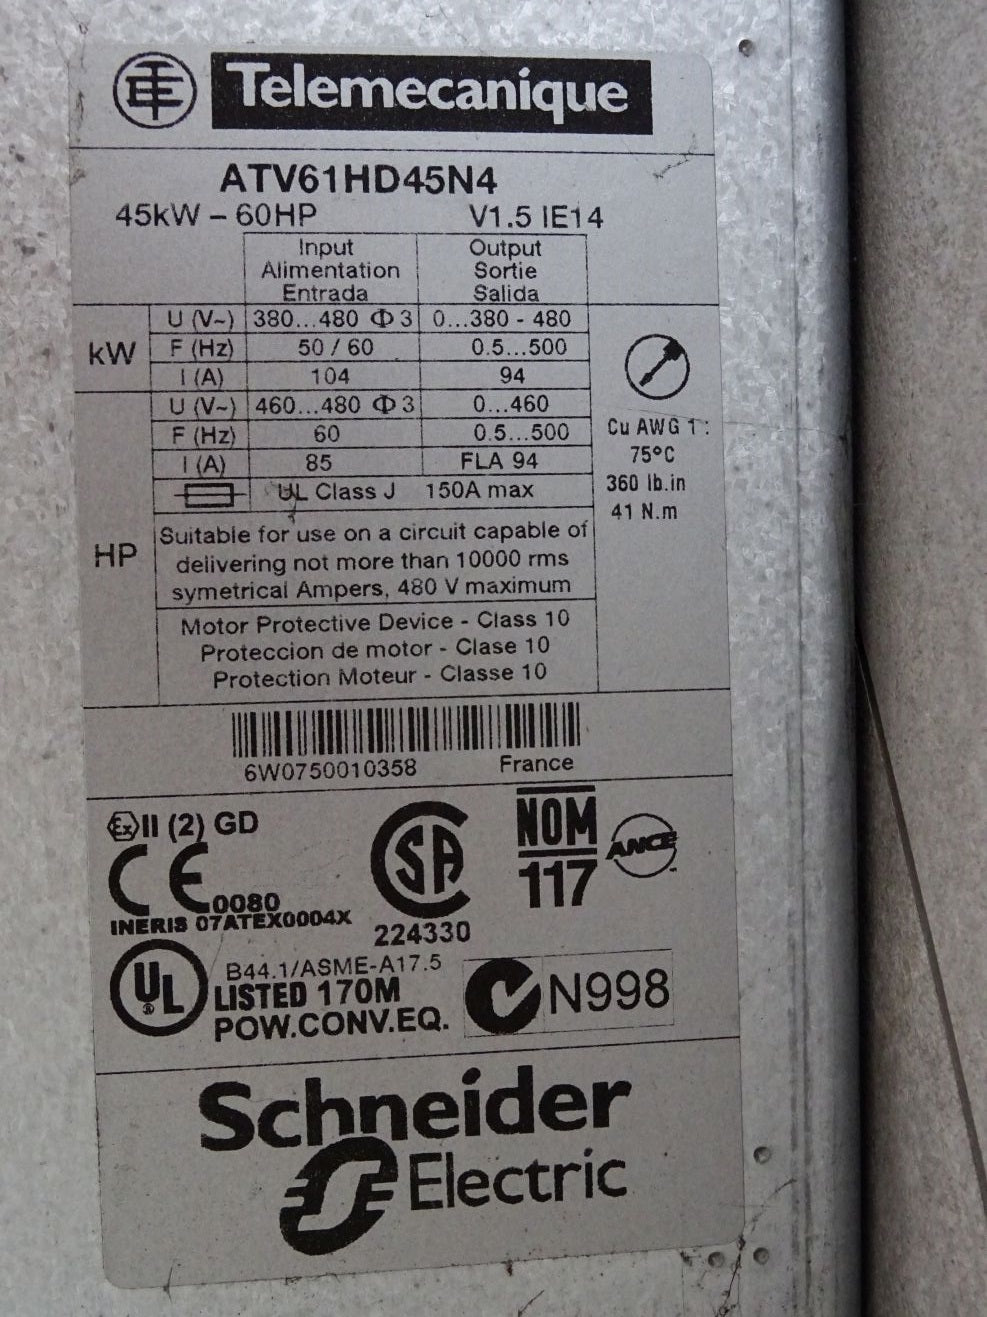 Telemecanique
ATV61HD45N4
45kW - 60HP V1.5 IE14
Input Output
Alimentation Sortie
Entrada Salida
kW
U (V~) 380...480 Φ 3 0...380 - 480
F (Hz) 50 / 60 0.5...500
I (A) 104 94
HP
U (V~) 460...480 Φ 3 0...460
F (Hz) 60 0.5...500
I (A) 85 FLA 94
UL Class J 150A max
Suitable for use on a circuit capable of
delivering not more than 10000 rms
symetrical Ampers, 480 V maximum
Motor Protective Device - Class 10
Proteccion de motor - Clase 10
Protection Moteur - Classe 10
Cu AWG 1 :
75°C
360 lb.in
41 N.m
6W0750010358 France
Ex II (2) GD
CE 0080
INERIS 07ATEX0004X
CSA
224330
NOM
117
ANCE
UL
B44.1/ASME-A17.5
LISTED 170M
POW.CONV.EQ.
N998
Schneider
Electric